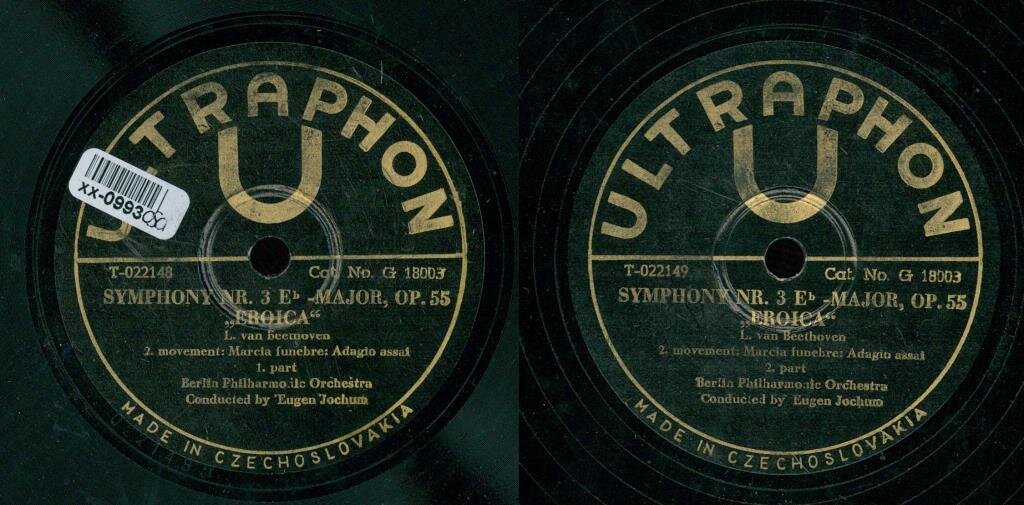 ULTRAPHON
U
XX-0993
T-022148
Cat. No. G 18003
SYMPHONY NR. 3 Eᵇ -MAJOR, OP. 55
„EROICA“
L. van Beethoven
2. movement: Marcia funebre: Adagio assai
1. part
Berlin Philharmonic Orchestra
Conducted by Eugen Jochum
MADE IN CZECHOSLOVAKIA
ULTRAPHON
U
T-022149
Cat. No. G 18003
SYMPHONY NR. 3 Eᵇ -MAJOR, OP. 55
„EROICA“
L. van Beethoven
2. movement: Marcia funebre: Adagio assai
2. part
Berlin Philharmonic Orchestra
Conducted by Eugen Jochum
MADE IN CZECHOSLOVAKIA